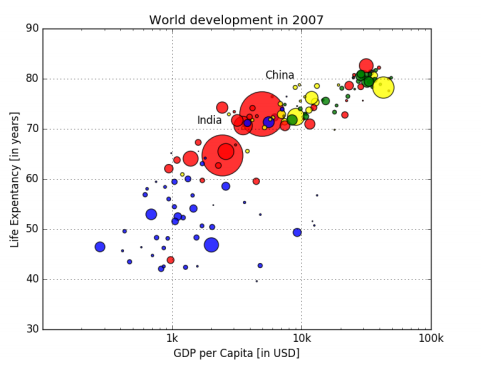 World development in 2007
90
80
70
60
50
40
30
Life Expentancy [in years]
China
India
1k
10k
100k
GDP per Capita [in USD]